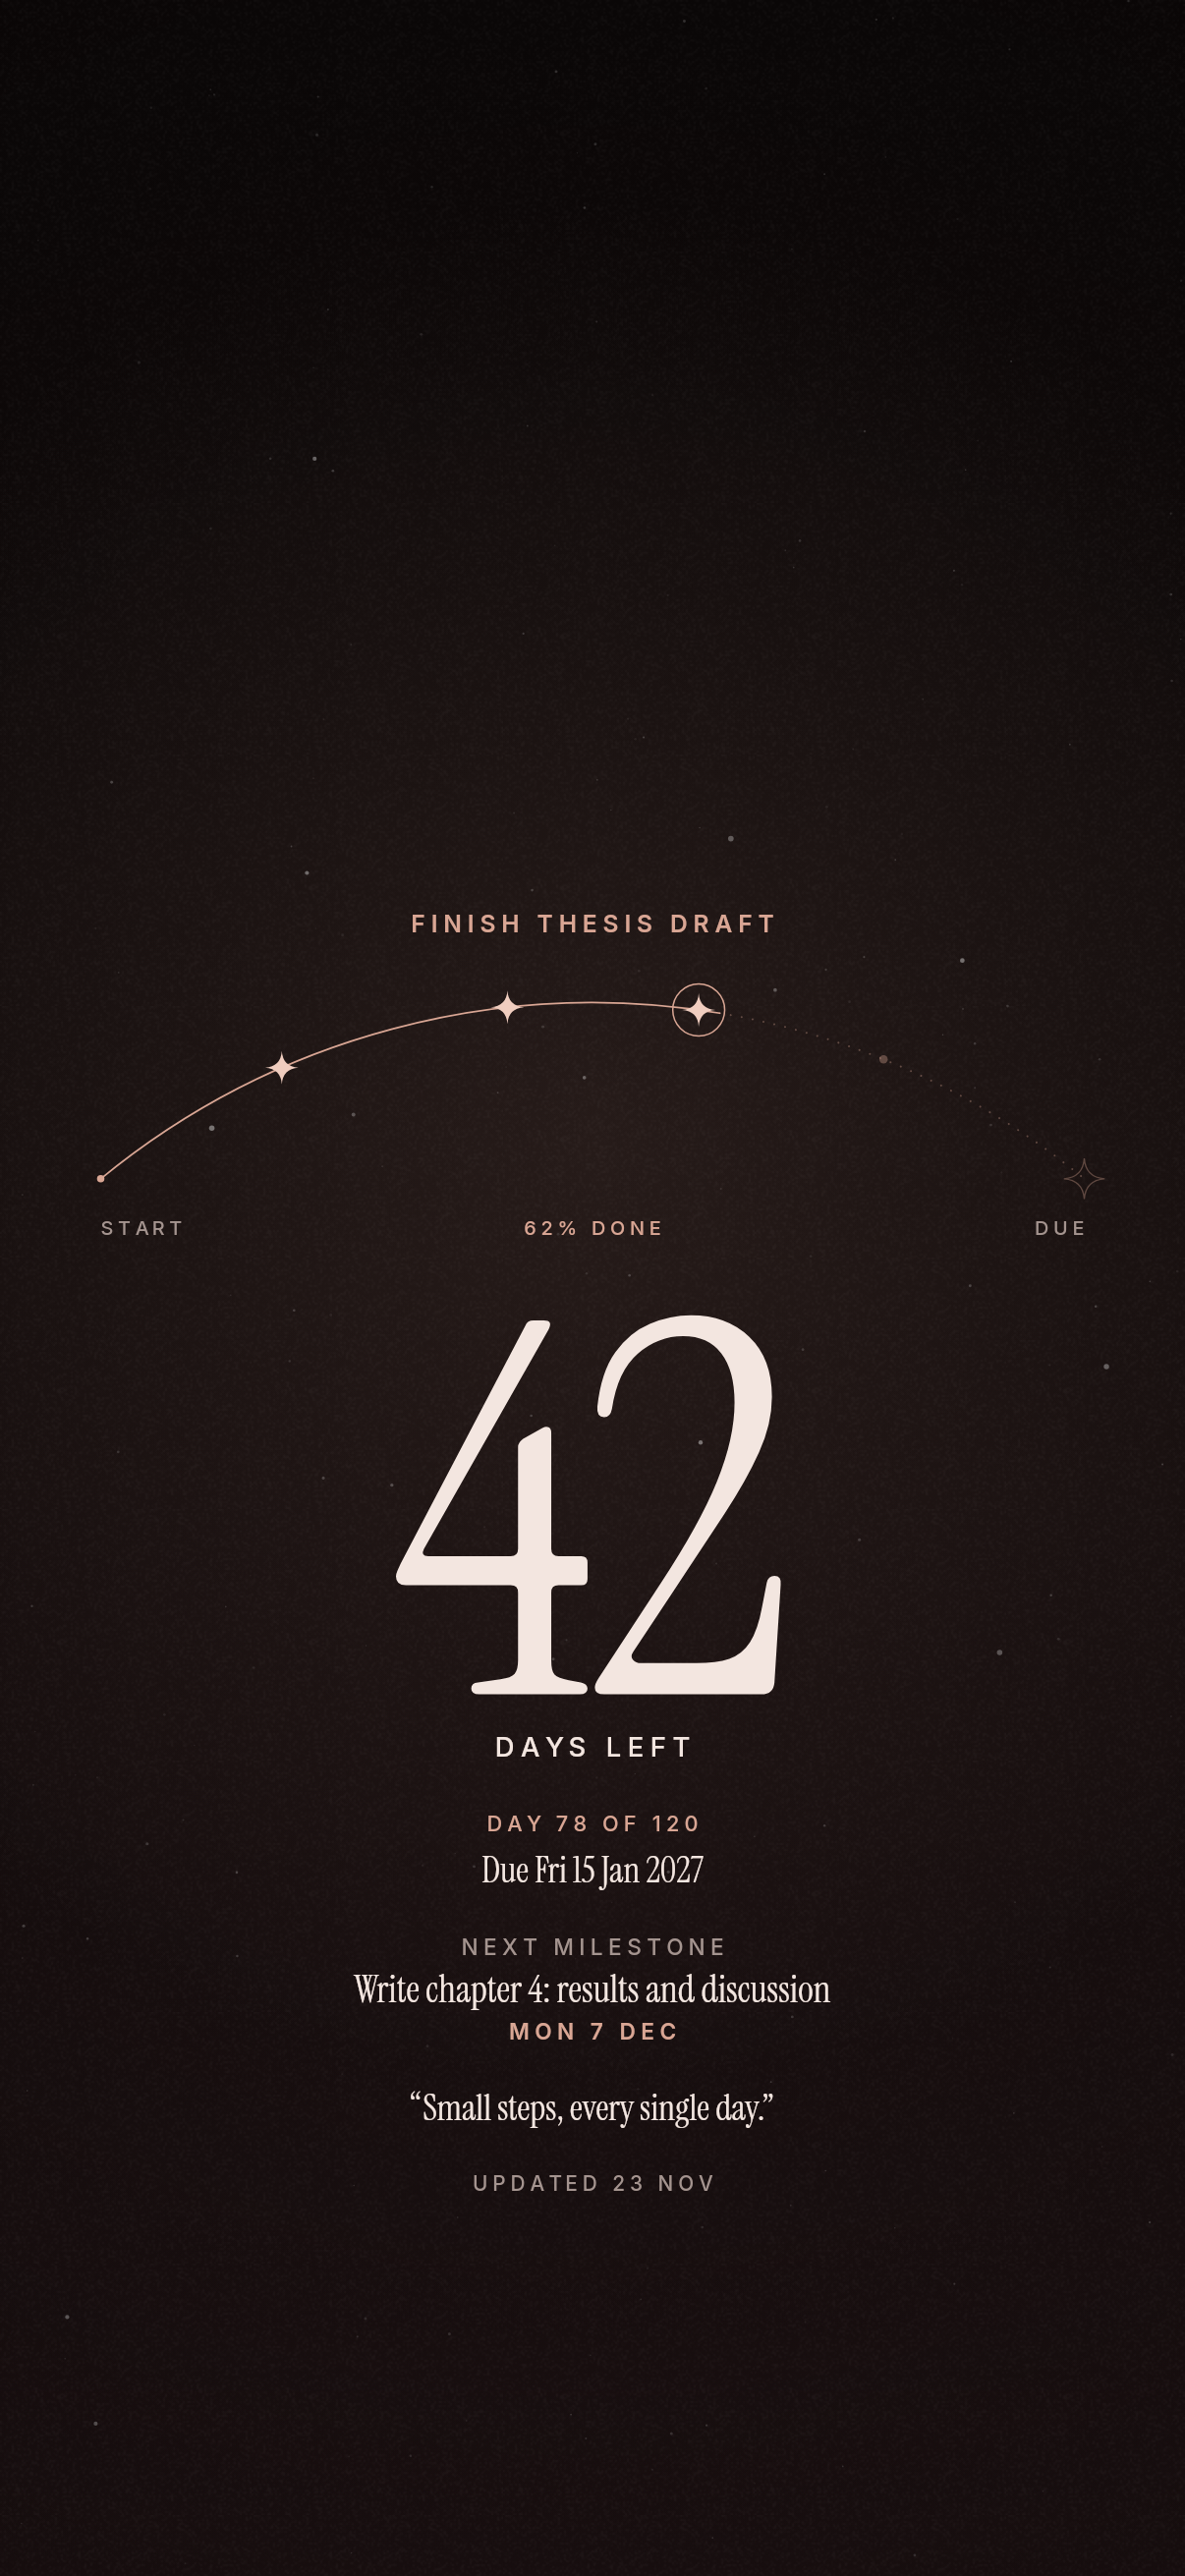 FINISH THESIS DRAFT
START
62% DONE
DUE
42
DAYS LEFT
DAY 78 OF 120
Due Fri 15 Jan 2027
NEXT MILESTONE
Write chapter 4: results and discussion
MON 7 DEC
“Small steps, every single day.”
UPDATED 23 NOV